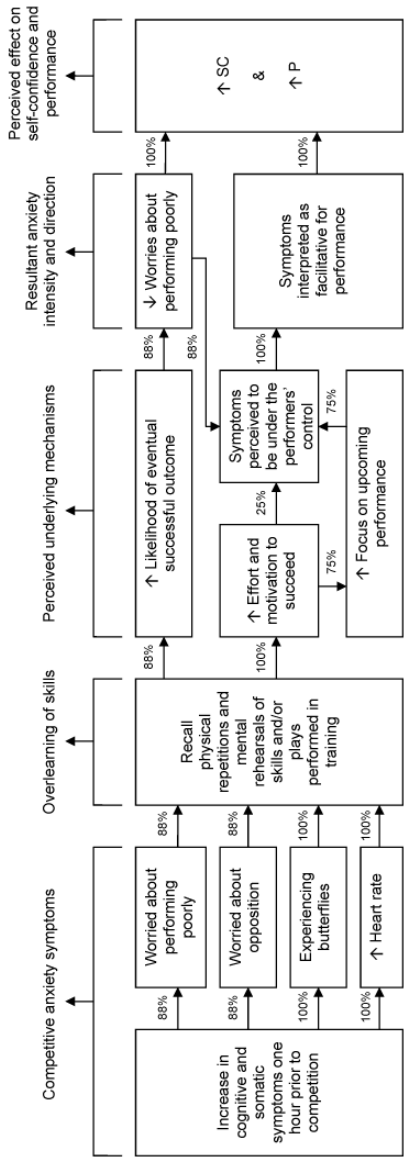 Competitive anxiety symptoms
Overlearning of skills
Perceived underlying mechanisms
Resultant anxiety
intensity and direction
Perceived effect on
self-confidence and
performance
Increase in
cognitive and
somatic
symptoms one
hour prior to
competition
88%
88%
100%
100%
Worried about
performing
poorly
Worried about
opposition
Experiencing
butterflies
↑ Heart rate
88%
88%
100%
100%
Recall
physical
repetitions and
mental
rehearsals of
skills and/or
plays
performed in
training
88%
100%
↑ Likelihood of eventual
successful outcome
↑ Effort and
motivation to
succeed
25%
75%
Symptoms
perceived to
be under the
performers'
control
↑ Focus on upcoming
performance
75%
88%
88%
100%
↓ Worries about
performing poorly
Symptoms
interpreted as
facilitative for
performance
100%
100%
↑ SC
&
↑ P